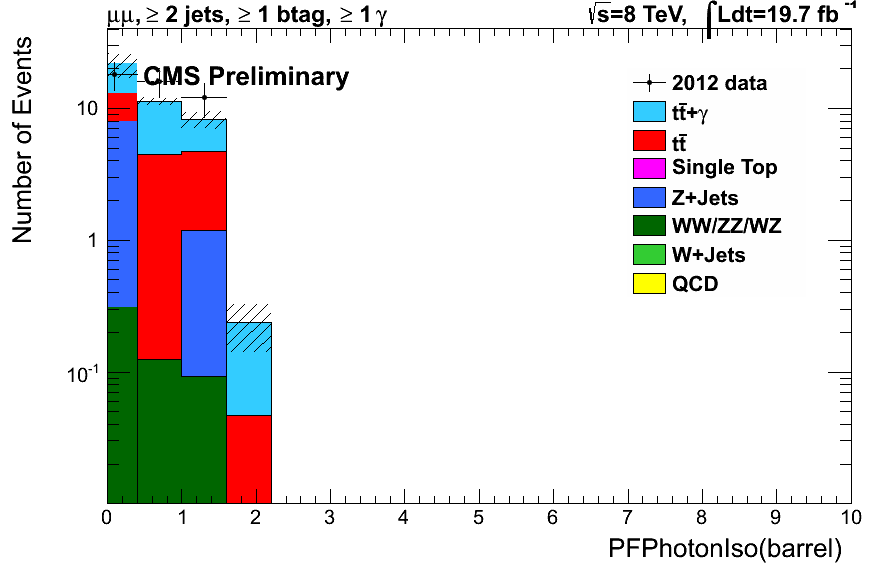 μμ, ≥ 2 jets, ≥ 1 btag, ≥ 1 γ
√s=8 TeV, ∫Ldt=19.7 fb⁻¹
CMS Preliminary
2012 data
tt̄+γ
tt̄
Single Top
Z+Jets
WW/ZZ/WZ
W+Jets
QCD
Number of Events
10
1
10⁻¹
0 1 2 3 4 5 6 7 8 9 10
PFPhotonIso(barrel)